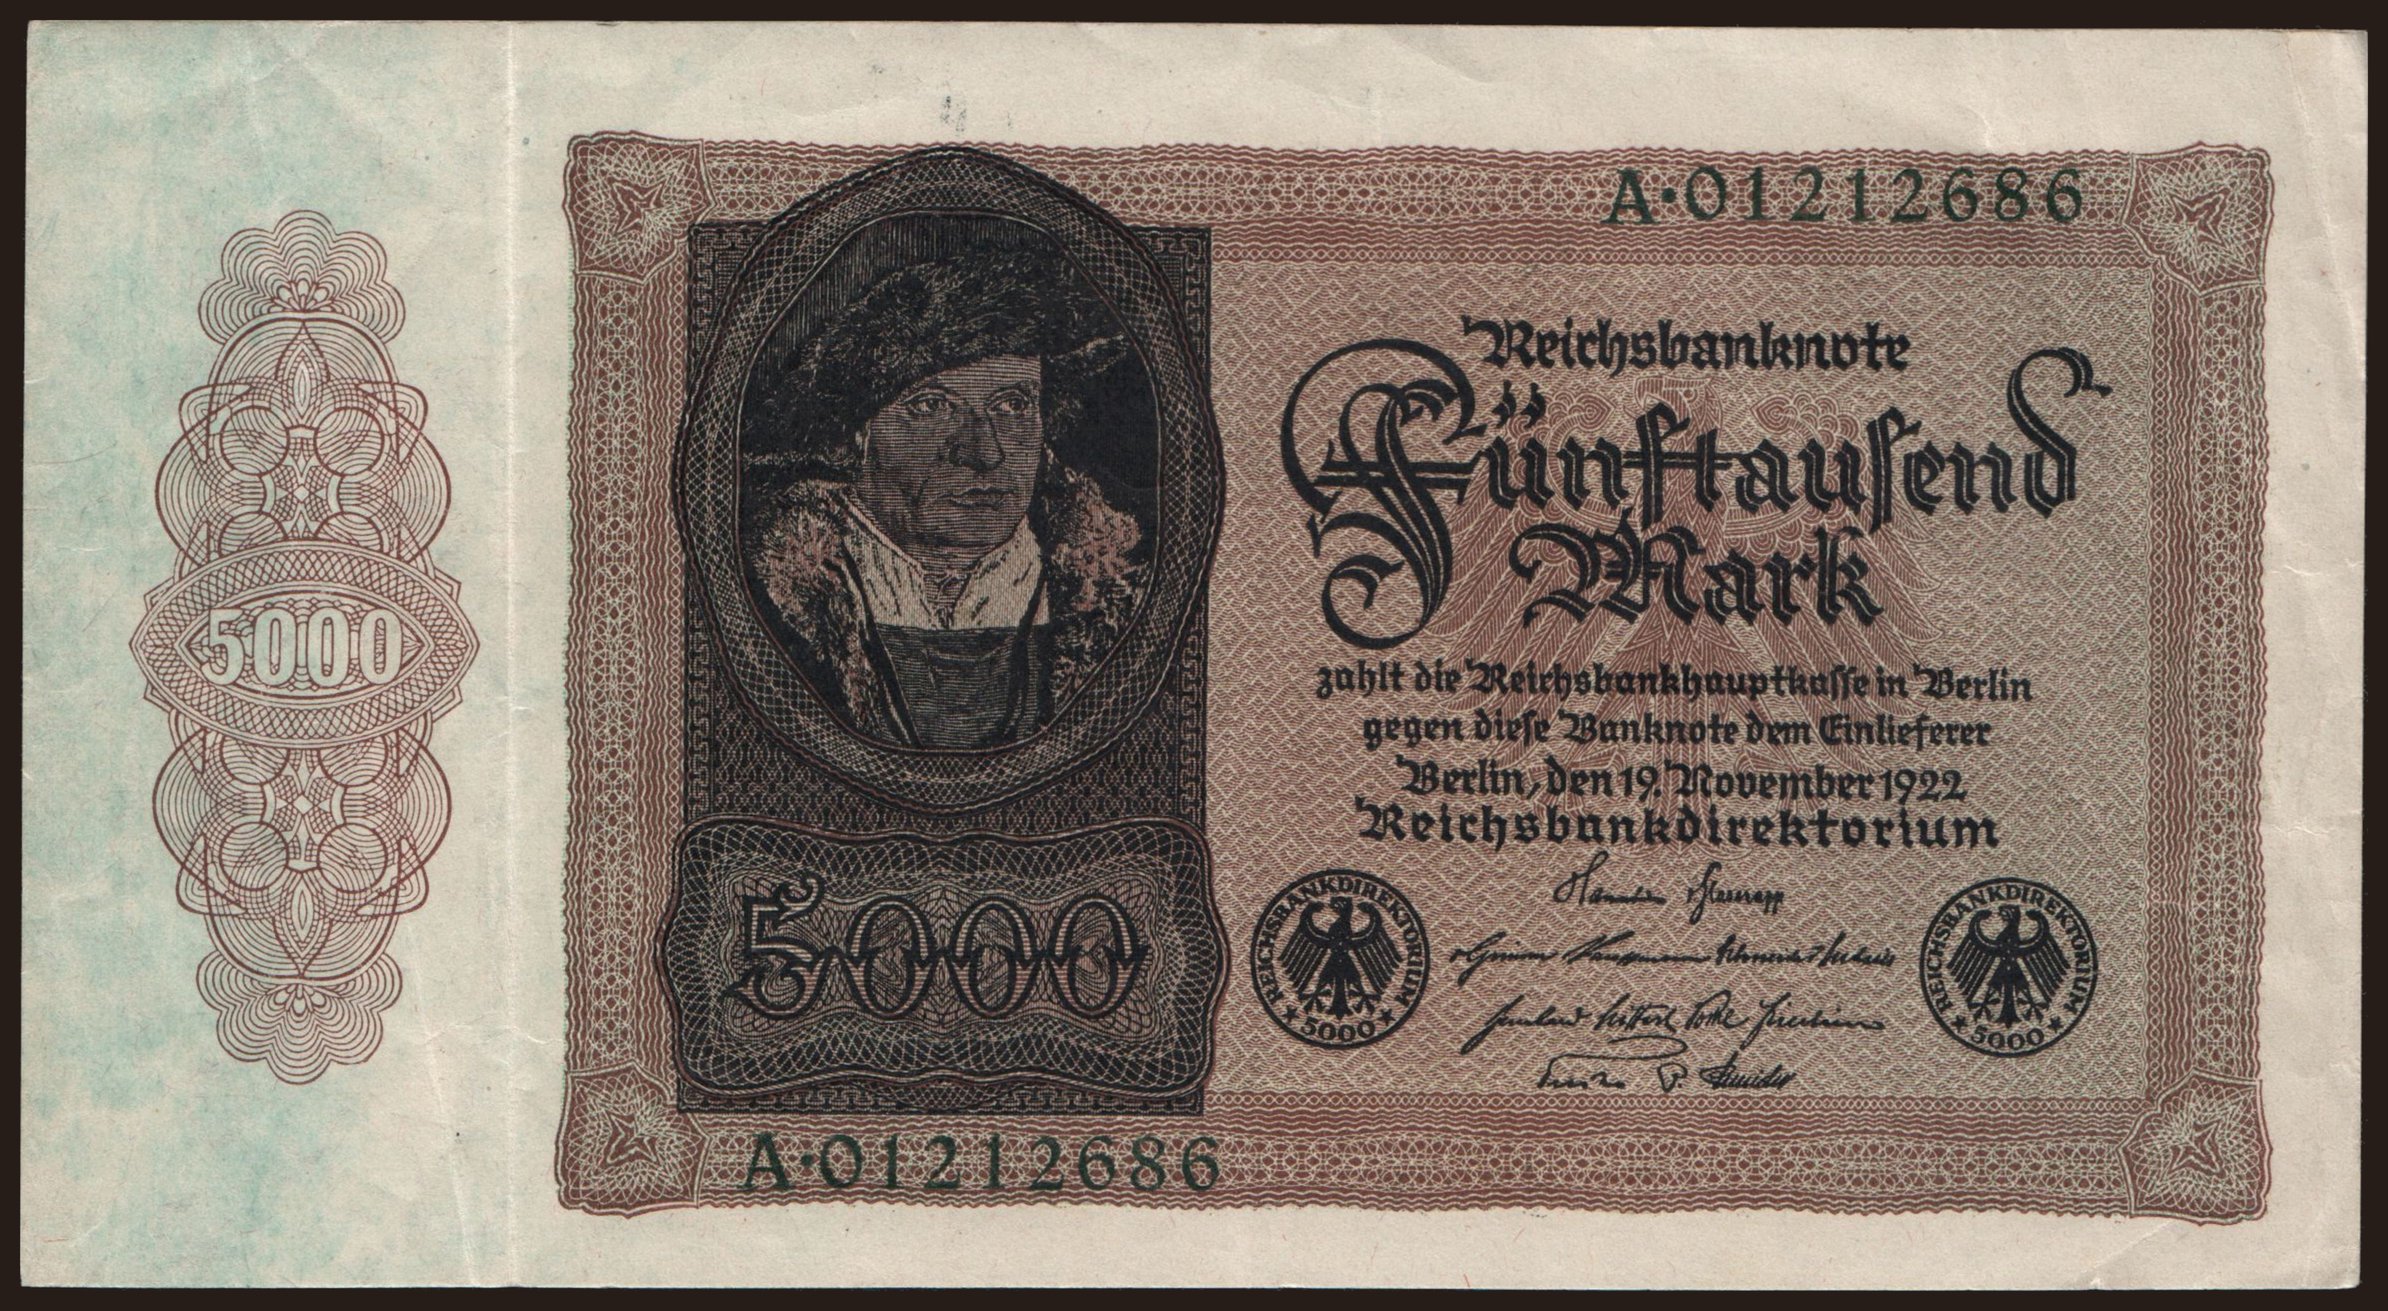 A·01212686
Reichsbanknote
Fünftausend
Mark
zahlt die Reichsbankhauptkasse in Berlin
gegen diese Banknote dem Einlieferer
Berlin, den 19. November 1922
Reichsbankdirektorium
5000
5000
REICHSBANKDIREKTORIUM
★ 5000 ★
REICHSBANKDIREKTORIUM
★ 5000 ★
A·01212686